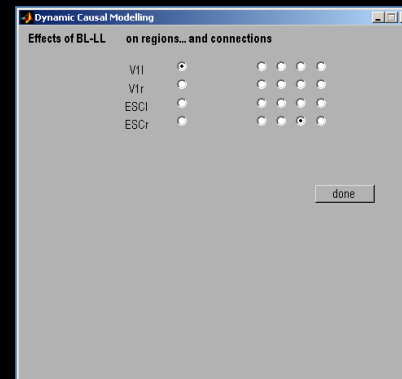 Dynamic Causal Modelling
Effects of BL-LL on regions... and connections
V1l
V1r
ESCl
ESCr
done